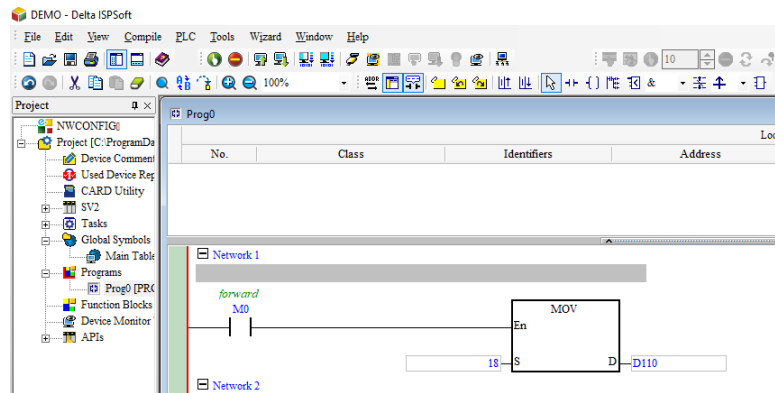 DEMO - Delta ISPSoft
File Edit View Compile PLC Tools Wizard Window Help
10
100%
&
Project
NWCONFIG
Project [C:\ProgramDa
Device Comment
Used Device Rep
CARD Utility
SV2
Tasks
Global Symbols
Main Table
Programs
Prog0 [PRO
Function Blocks
Device Monitor
APIs
Prog0
Loc
No. Class Identifiers Address
Network 1
forward
M0
MOV
En
18 S D D110
Network 2